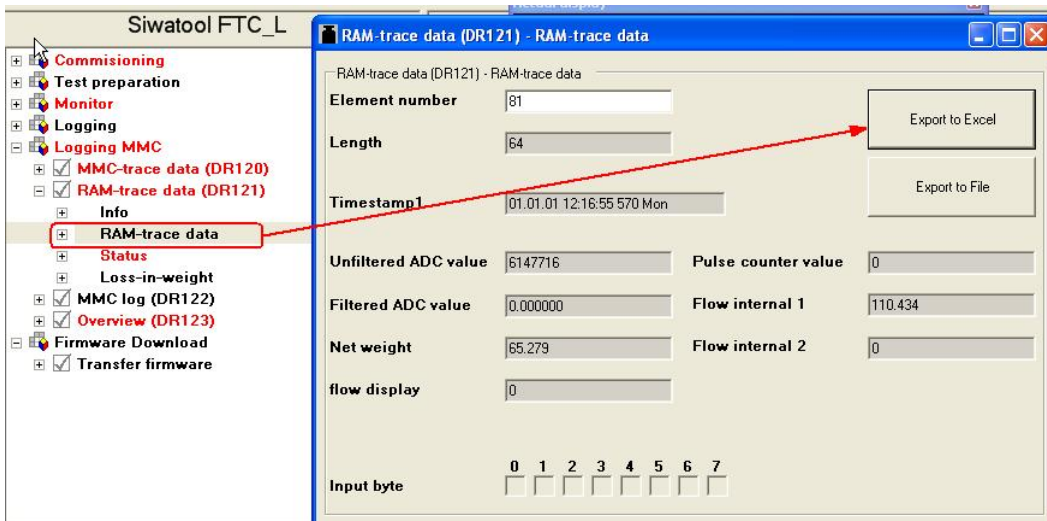 Siwatool FTC_L
Commisioning
Test preparation
Monitor
Logging
Logging MMC
MMC-trace data (DR120)
RAM-trace data (DR121)
Info
RAM-trace data
Status
Loss-in-weight
MMC log (DR122)
Overview (DR123)
Firmware Download
Transfer firmware
RAM-trace data (DR121) - RAM-trace data
RAM-trace data (DR121) - RAM-trace data
Element number 81
Export to Excel
Length 64
Export to File
Timestamp1 01.01.01 12:16:55 570 Mon
Unfiltered ADC value 6147716 Pulse counter value 0
Filtered ADC value 0.000000 Flow internal 1 110.434
Net weight 65.279 Flow internal 2 0
flow display 0
0 1 2 3 4 5 6 7
Input byte